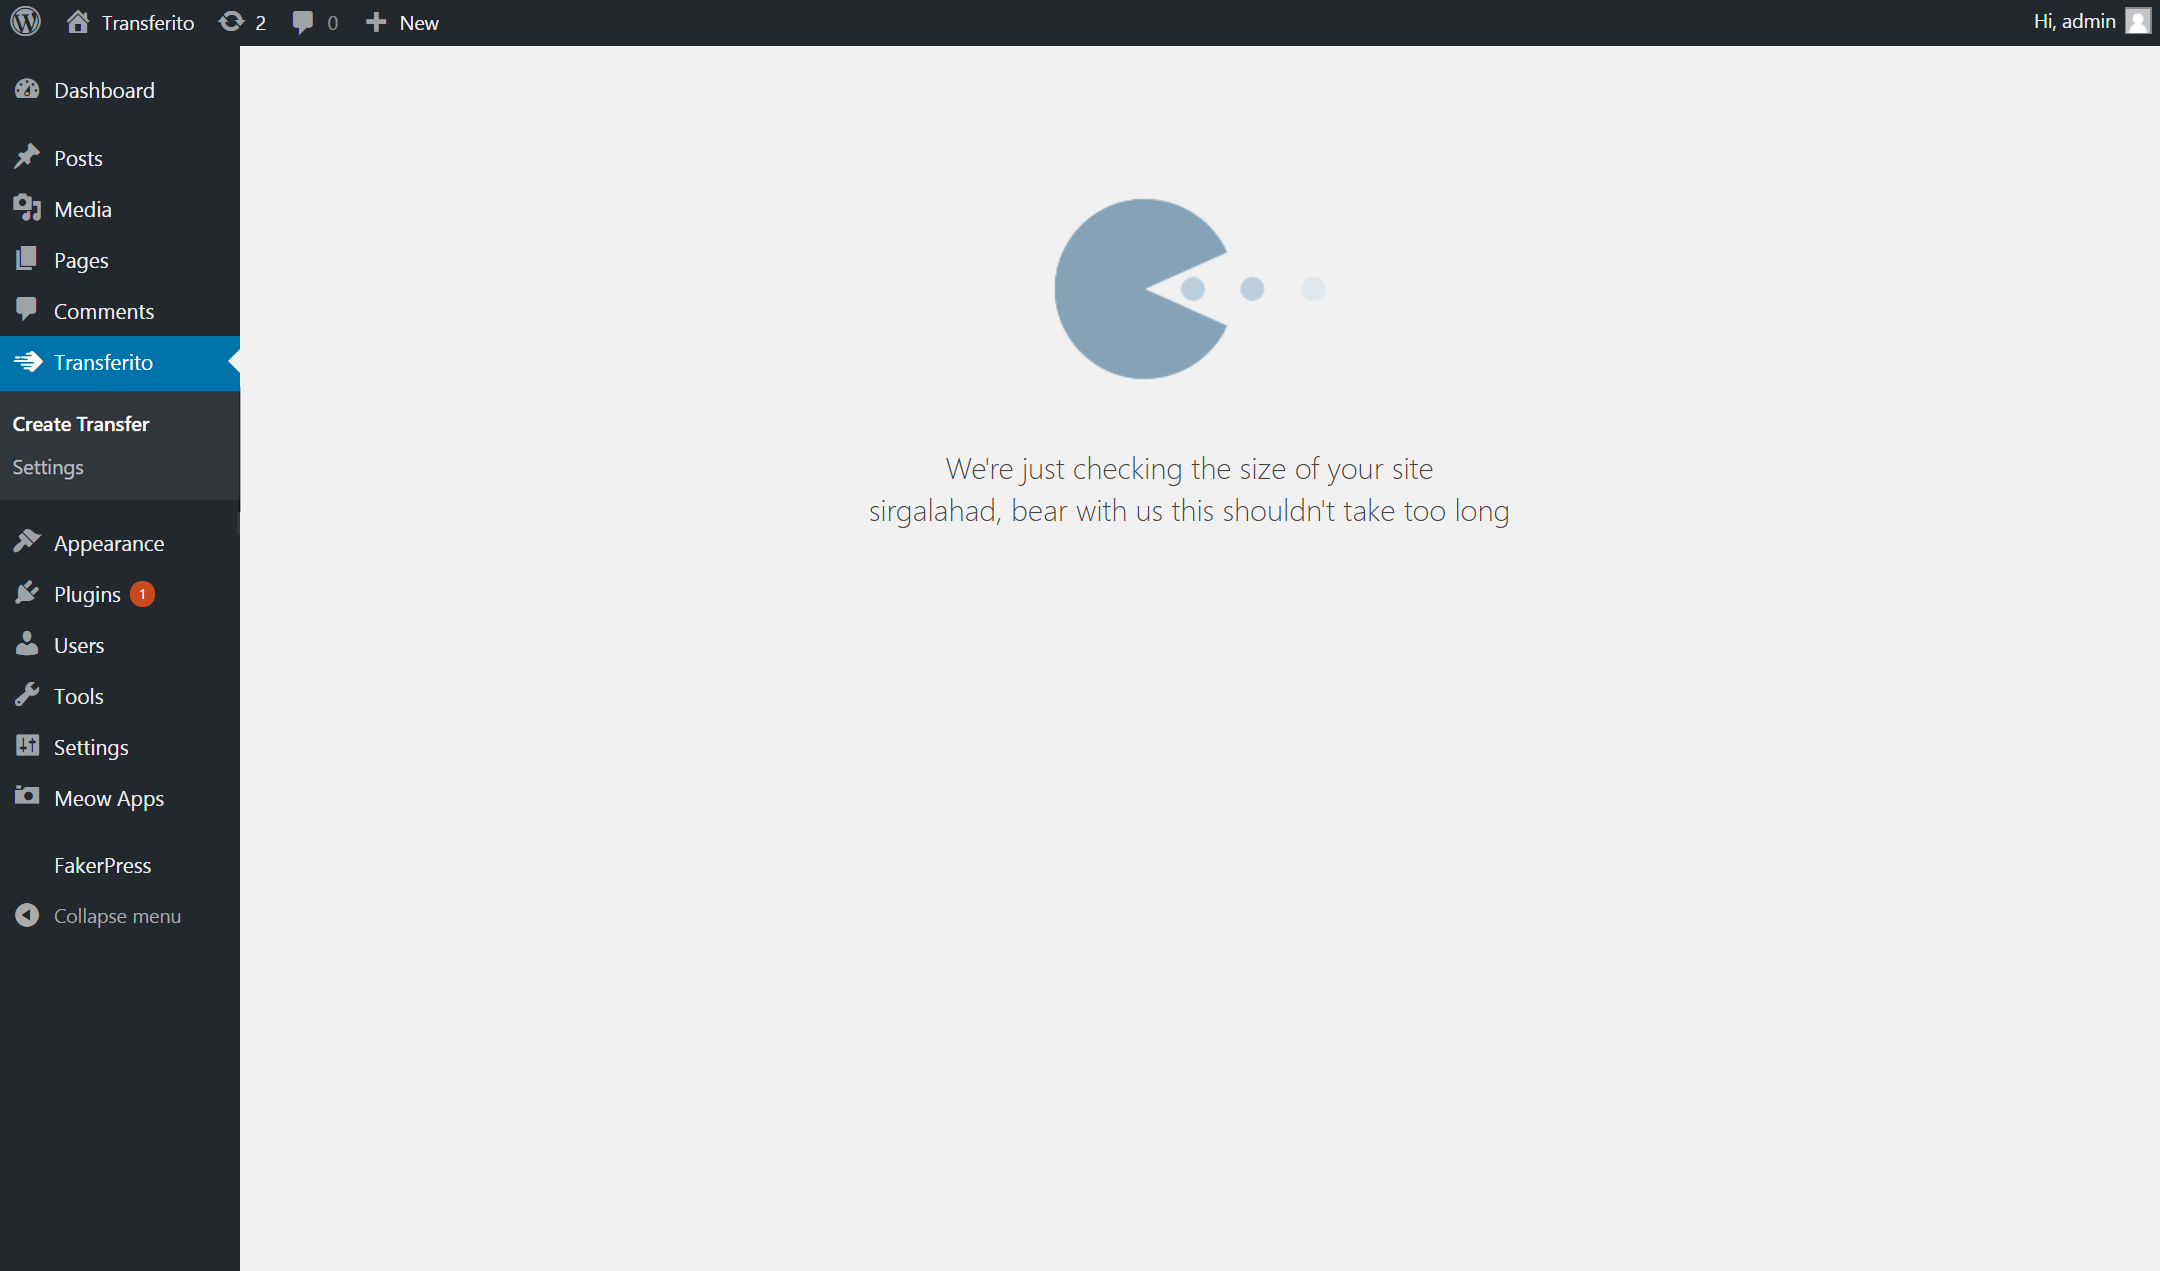 Transferito 2 0 New
Hi, admin
Dashboard
Posts
Media
Pages
Comments
Transferito
Create Transfer
Settings
Appearance
Plugins 1
Users
Tools
Settings
Meow Apps
FakerPress
Collapse menu
We're just checking the size of your site
sirgalahad, bear with us this shouldn't take too long